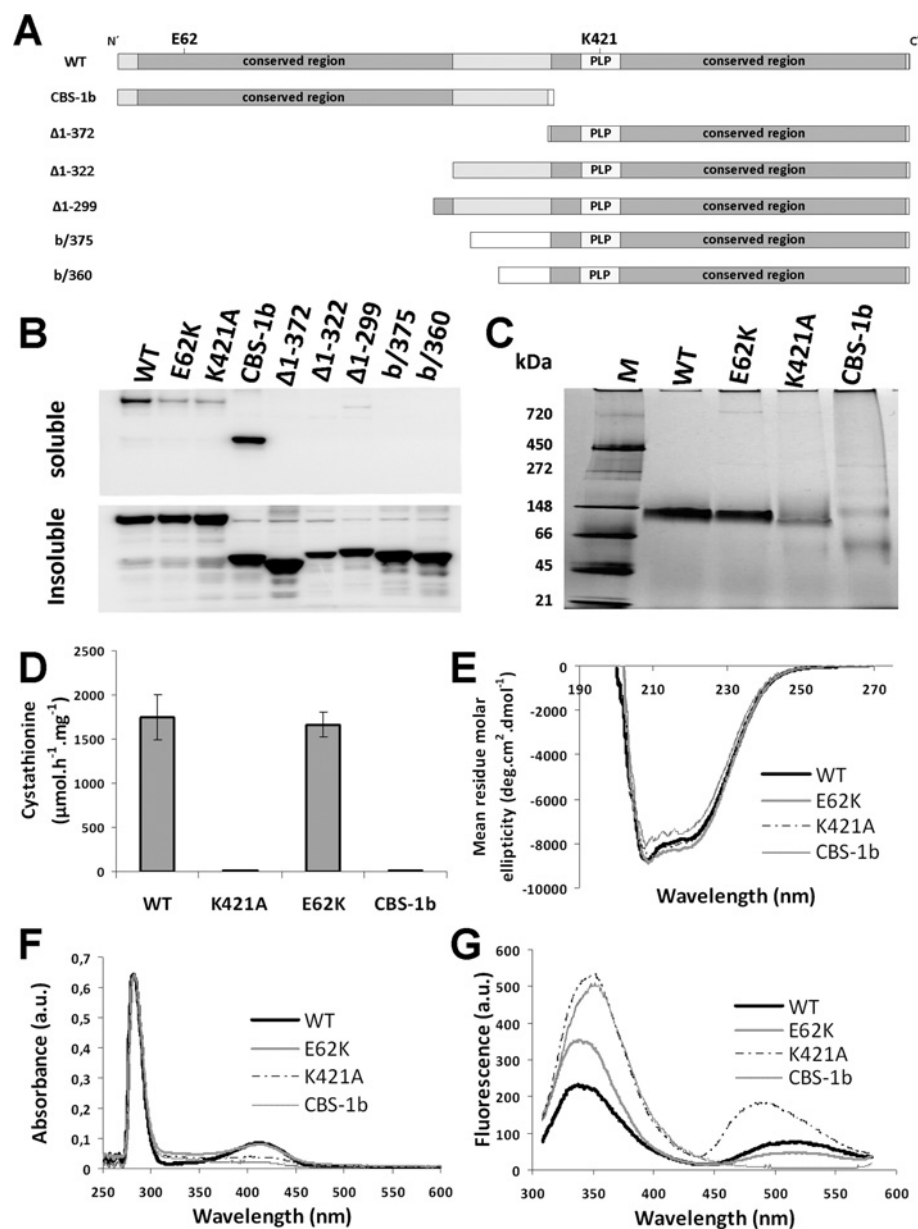 A
N´ E62 K421 C´
WT conserved region PLP conserved region
CBS-1b conserved region
Δ1-372 PLP conserved region
Δ1-322 PLP conserved region
Δ1-299 PLP conserved region
b/375 PLP conserved region
b/360 PLP conserved region
B
WT E62K K421A CBS-1b Δ1-372 Δ1-322 Δ1-299 b/375 b/360
soluble
Insoluble
C
kDa M WT E62K K421A CBS-1b
720
450
272
148
66
45
21
D
Cystathionine
(µmol.h⁻¹.mg⁻¹)
2500
2000
1500
1000
500
0
WT K421A E62K CBS-1b
E
Mean residue molar
ellipticity (deg.cm².dmol⁻¹)
0
-2000
-4000
-6000
-8000
-10000
190 210 230 250 270
WT
E62K
K421A
CBS-1b
Wavelength (nm)
F
Absorbance (a.u.)
0,7
0,6
0,5
0,4
0,3
0,2
0,1
0
250 300 350 400 450 500 550 600
WT
E62K
K421A
CBS-1b
Wavelength (nm)
G
Fluorescence (a.u.)
600
500
400
300
200
100
0
300 350 400 450 500 550 600
WT
E62K
K421A
CBS-1b
Wavelength (nm)